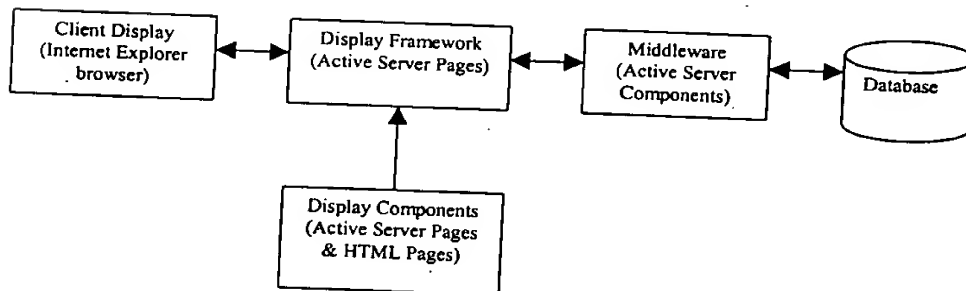 Client Display
(Internet Explorer
browser)
Display Framework
(Active Server Pages)
Middleware
(Active Server
Components)
Database
Display Components
(Active Server Pages
& HTML Pages)